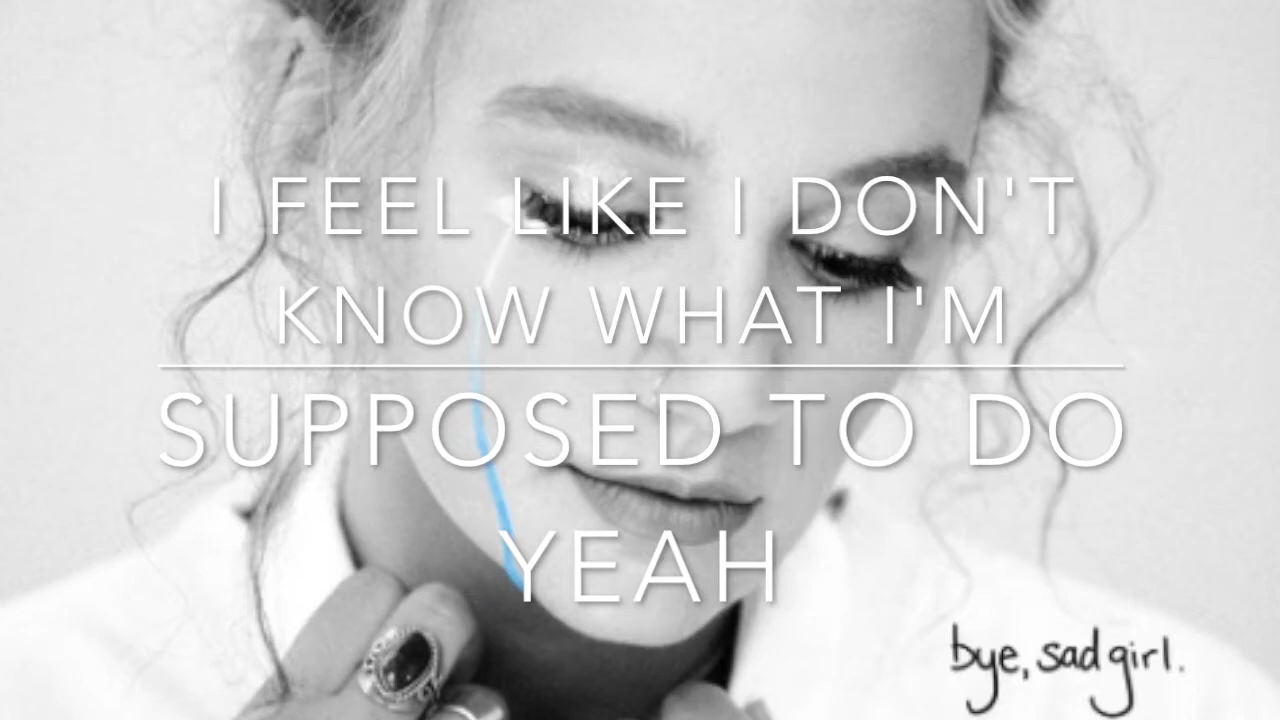 I FEEL LIKE I DON'T
KNOW WHAT I'M
SUPPOSED TO DO
YEAH
bye, sad girl.